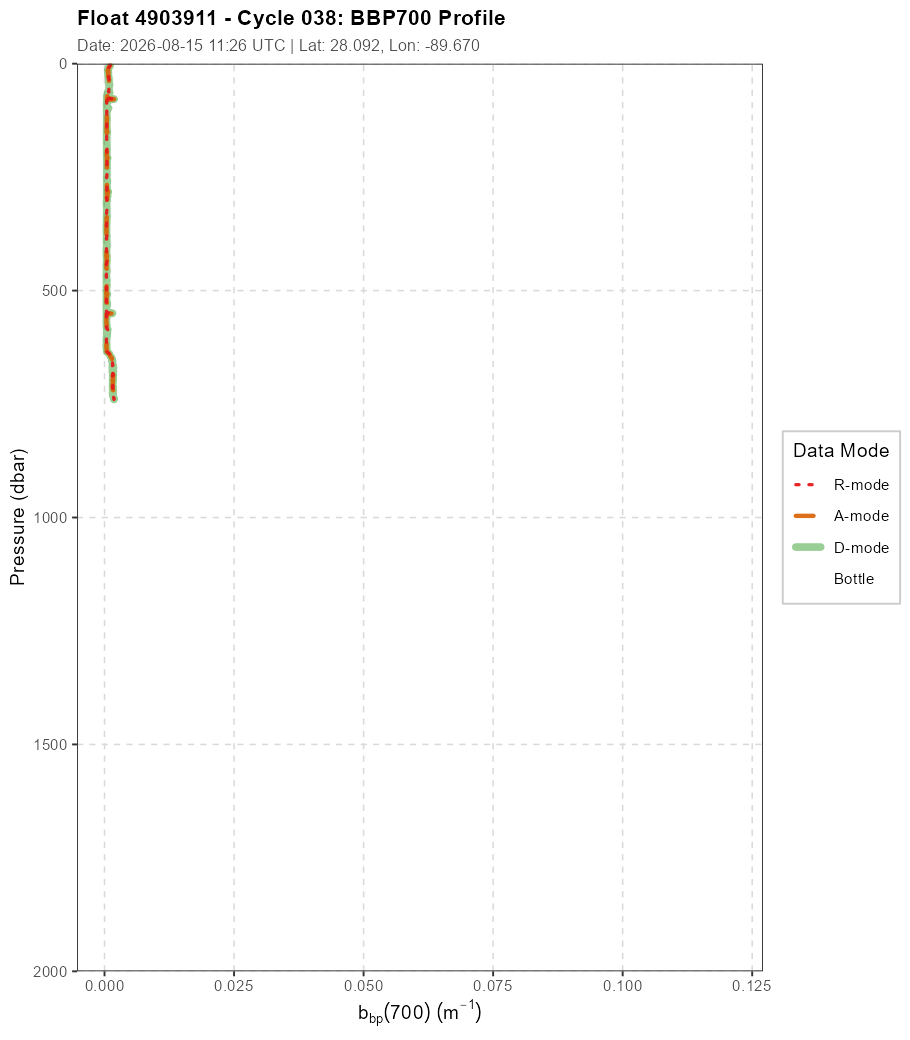 Float 4903911 - Cycle 038: BBP700 Profile
Date: 2026-08-15 11:26 UTC | Lat: 28.092, Lon: -89.670
0
500
1000
1500
2000
Pressure (dbar)
0.000 0.025 0.050 0.075 0.100 0.125
bbp(700) (m−1)
Data Mode
R-mode
A-mode
D-mode
Bottle